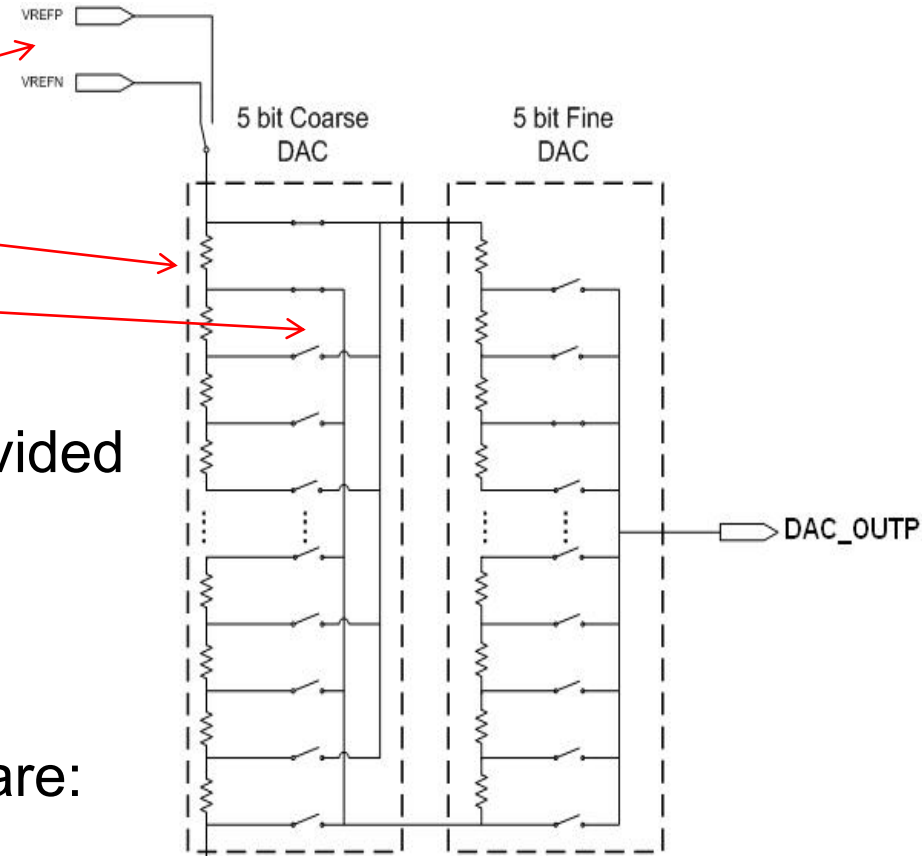 VREFP
VREFN
5 bit Coarse
DAC
5 bit Fine
DAC
vided
DAC_OUTP
are: